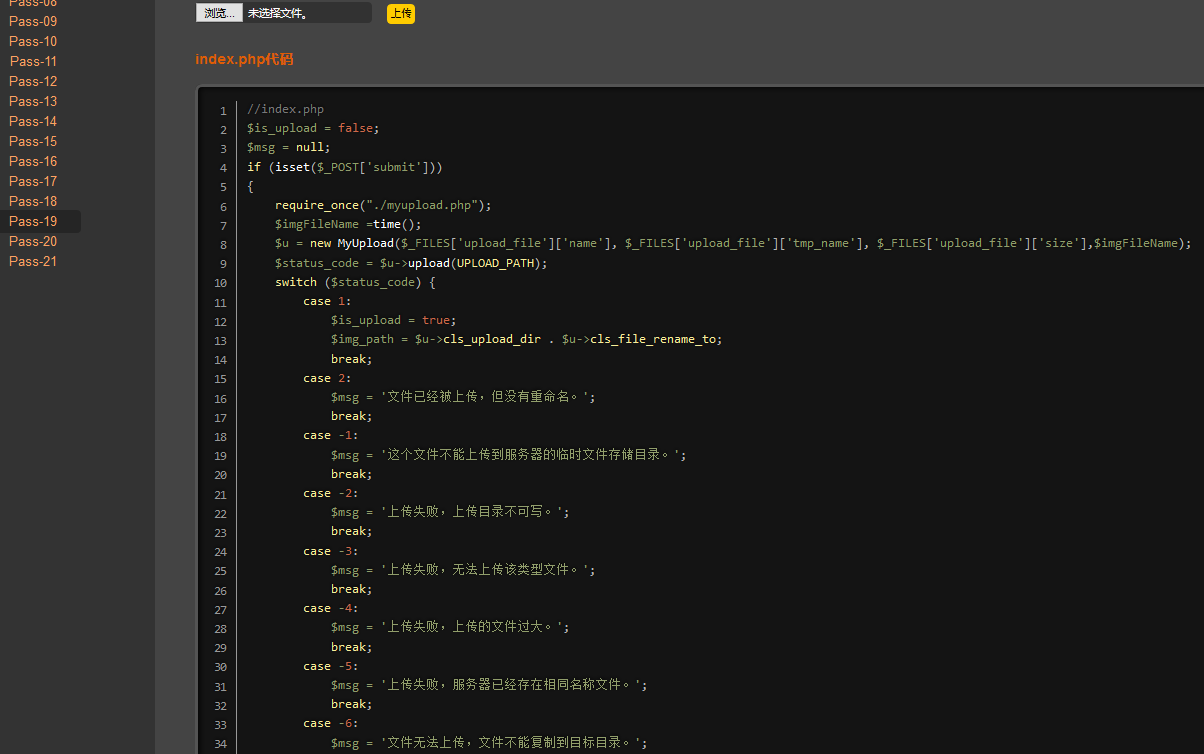 Pass-08
Pass-09
Pass-10
Pass-11
Pass-12
Pass-13
Pass-14
Pass-15
Pass-16
Pass-17
Pass-18
Pass-19
Pass-20
Pass-21
浏览... 未选择文件。 上传
index.php代码
1 //index.php
2 $is_upload = false;
3 $msg = null;
4 if (isset($_POST['submit']))
5 {
6 require_once("./myupload.php");
7 $imgFileName =time();
8 $u = new MyUpload($_FILES['upload_file']['name'], $_FILES['upload_file']['tmp_name'], $_FILES['upload_file']['size'],$imgFileName);
9 $status_code = $u->upload(UPLOAD_PATH);
10 switch ($status_code) {
11 case 1:
12 $is_upload = true;
13 $img_path = $u->cls_upload_dir . $u->cls_file_rename_to;
14 break;
15 case 2:
16 $msg = '文件已经被上传，但没有重命名。';
17 break;
18 case -1:
19 $msg = '这个文件不能上传到服务器的临时文件存储目录。';
20 break;
21 case -2:
22 $msg = '上传失败，上传目录不可写。';
23 break;
24 case -3:
25 $msg = '上传失败，无法上传该类型文件。';
26 break;
27 case -4:
28 $msg = '上传失败，上传的文件过大。';
29 break;
30 case -5:
31 $msg = '上传失败，服务器已经存在相同名称文件。';
32 break;
33 case -6:
34 $msg = '文件无法上传，文件不能复制到目标目录。';